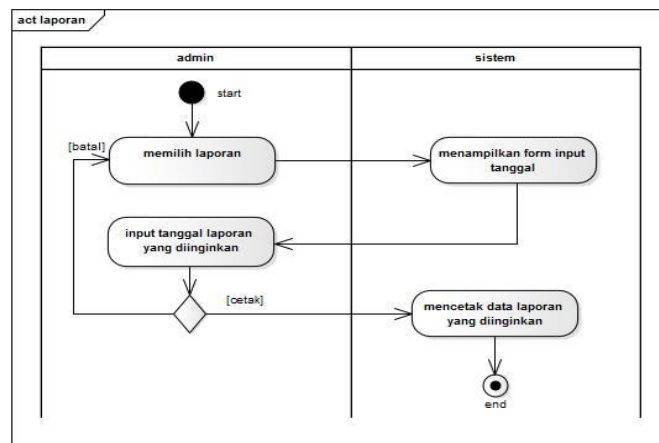 act laporan
admin
sistem
start
[batal]
memilih laporan
menampilkan form input
tanggal
input tanggal laporan
yang diinginkan
[cetak]
mencetak data laporan
yang diinginkan
end